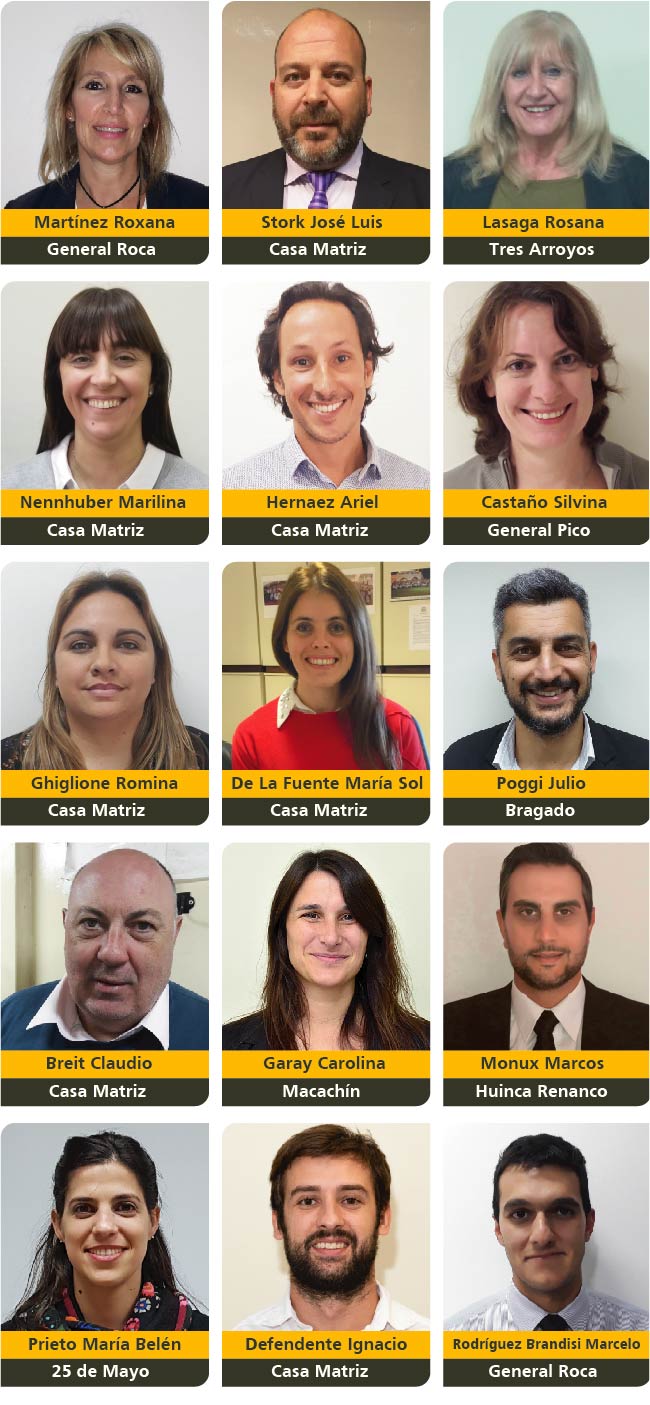 Martínez Roxana
General Roca
Stork José Luis
Casa Matriz
Lasaga Rosana
Tres Arroyos
Nennhuber Marilina
Casa Matriz
Hernaez Ariel
Casa Matriz
Castaño Silvina
General Pico
Ghiglione Romina
Casa Matriz
De La Fuente María Sol
Casa Matriz
Poggi Julio
Bragado
Breit Claudio
Casa Matriz
Garay Carolina
Macachín
Monux Marcos
Huinca Renanco
Prieto María Belén
25 de Mayo
Defendente Ignacio
Casa Matriz
Rodríguez Brandisi Marcelo
General Roca